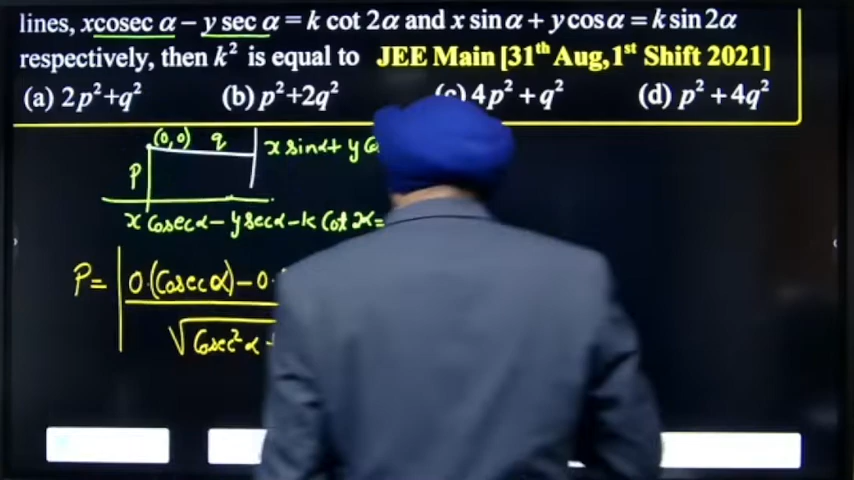 lines, xcosec α − y sec α = k cot 2α and x sin α + y cos α = k sin 2α
respectively, then k² is equal to JEE Main [31th Aug,1st Shift 2021]
(a) 2p²+q² (b) p²+2q² (c) 4p² + q² (d) p² + 4q²
(0,0) q x sinα+ y
P
x Cosecα − y secα − k Cot 2α =
P = | 0·(Cosecα) − 0·
√Cosec²α